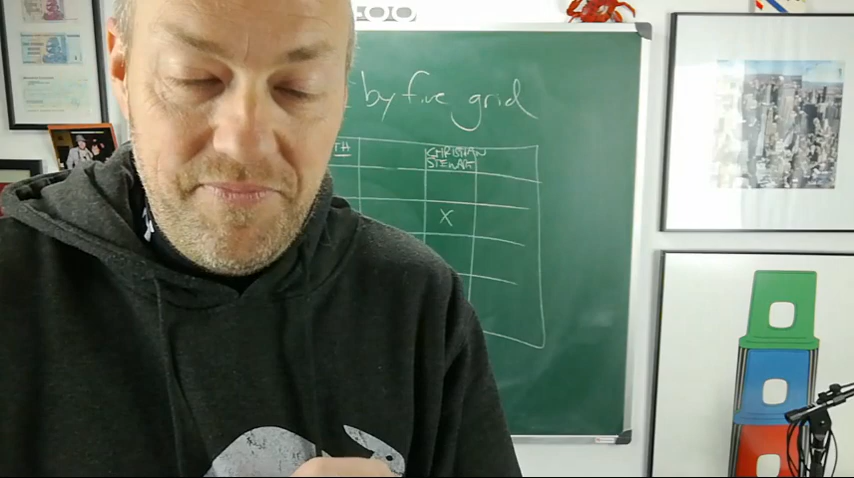 by five grid
TH
CHRISTIAN
STEWART
X